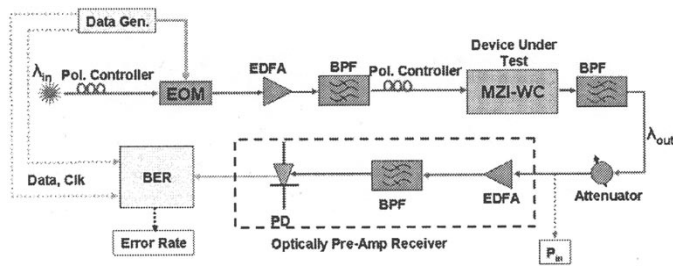 Data Gen.
λin
Pol. Controller
EOM
EDFA
BPF
Pol. Controller
Device Under
Test
MZI-WC
BPF
λout
Data, Clk
BER
PD
BPF
EDFA
Attenuator
Error Rate
Optically Pre-Amp Receiver
Pin